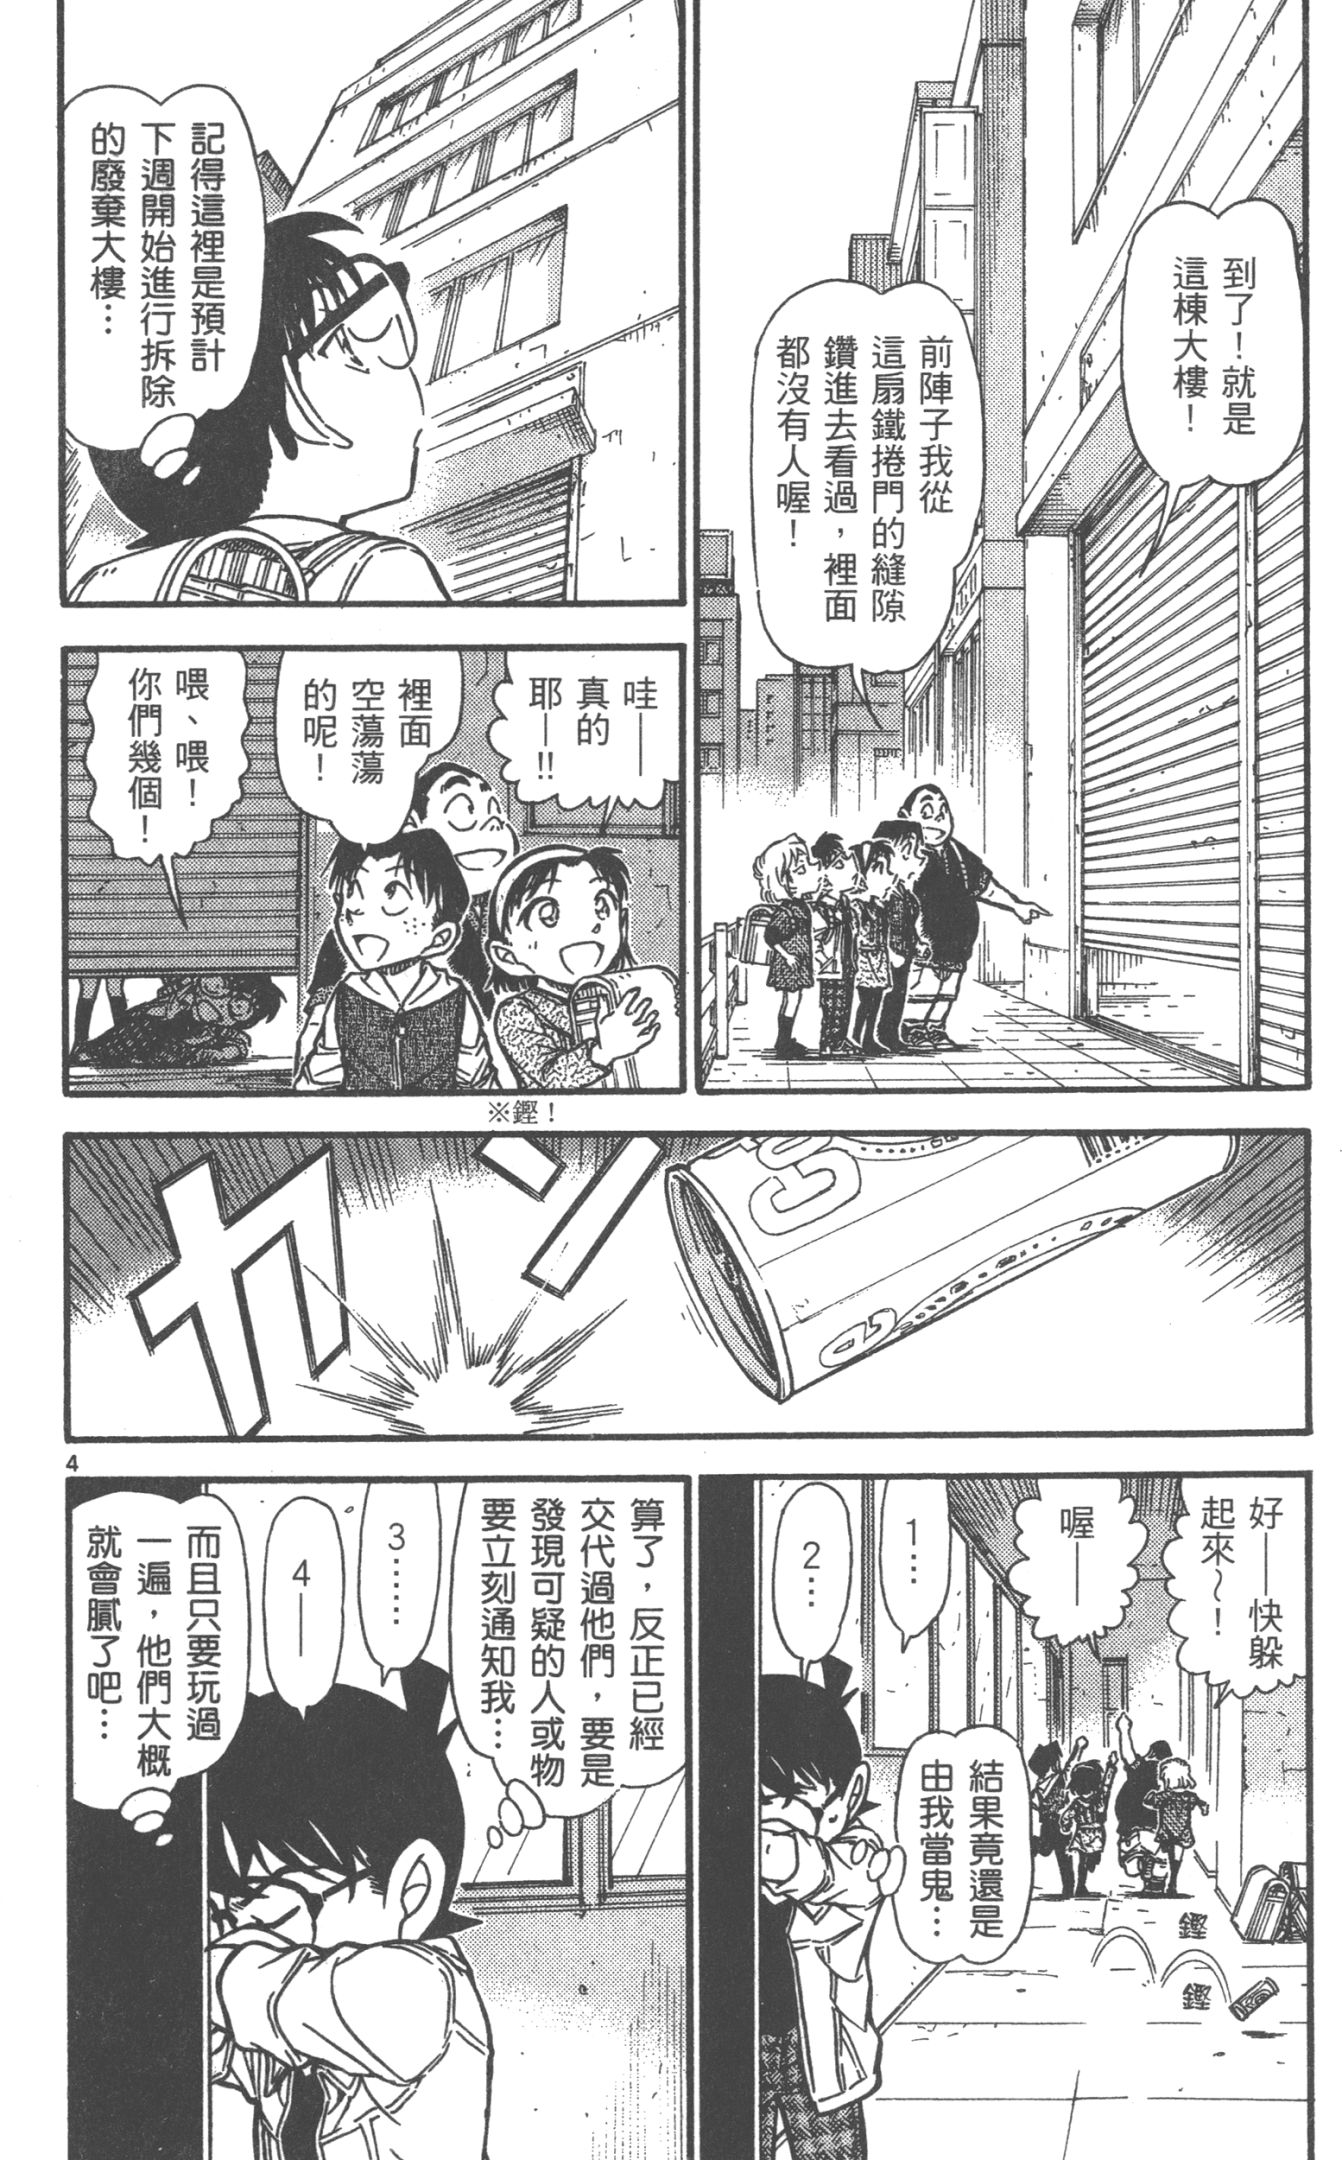 到了！就是
這棟大樓！
前陣子我從
這扇鐵捲門的縫隙
鑽進去看過，裡面
都沒有人喔！
記得這裡是預計
下週開始進行拆除
的廢棄大樓…
哇—
真的
耶—!!
裡面
空蕩蕩
的呢！
喂、喂！
你們幾個！
※鏗！
ガン
4
好—快躲
起來～！
喔—
結果竟還是
由我當鬼…
鏗
鏗
1…
2…
算了，反正已經
交代過他們，要是
發現可疑的人或物
要立刻通知我…
3……
4—
而且只要玩過
一遍，他們大概
就會膩了吧…